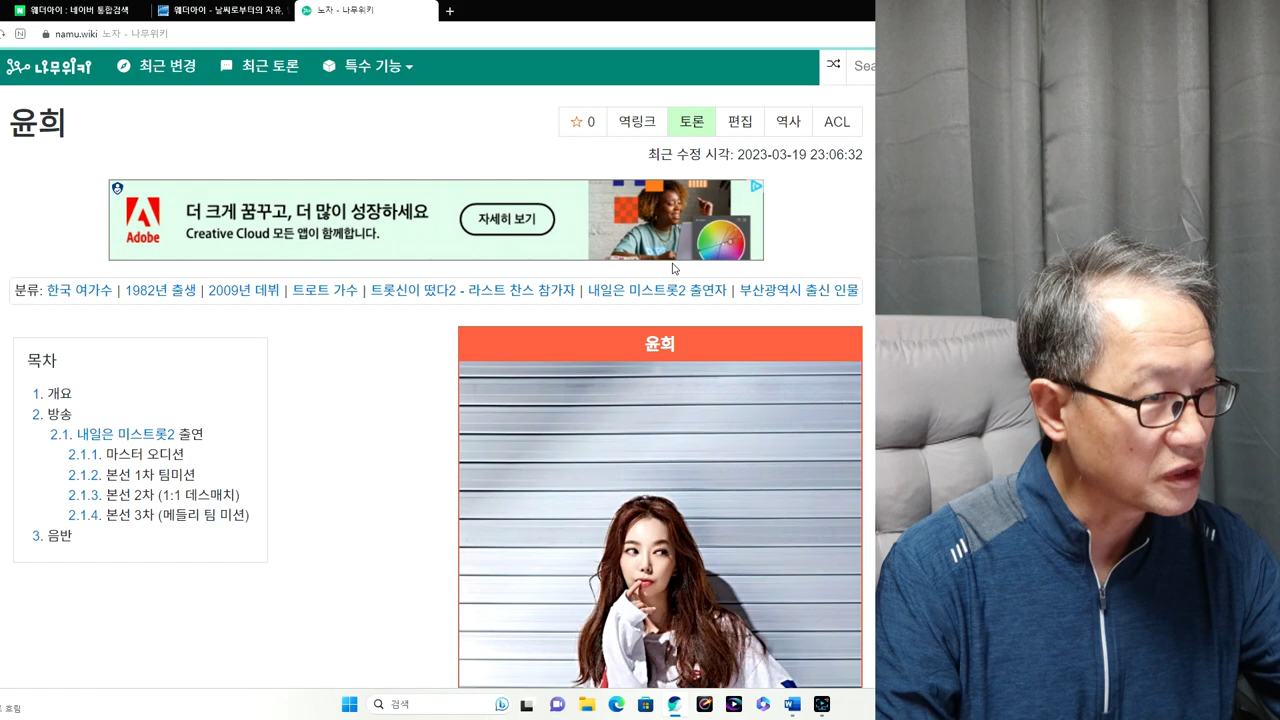 웨더아이 : 네이버 통합검색
웨더아이 - 날씨로부터의 자유,
노자 - 나무위키
namu.wiki 노자 - 나무위키
나무위키
최근 변경
최근 토론
특수 기능
Sea
윤희
0
역링크
토론
편집
역사
ACL
최근 수정 시각: 2023-03-19 23:06:32
Adobe
더 크게 꿈꾸고, 더 많이 성장하세요
Creative Cloud 모든 앱이 함께합니다.
자세히 보기
분류: 한국 여가수 | 1982년 출생 | 2009년 데뷔 | 트로트 가수 | 트롯신이 떴다2 - 라스트 찬스 참가자 | 내일은 미스트롯2 출연자 | 부산광역시 출신 인물
목차
1. 개요
2. 방송
2.1. 내일은 미스트롯2 출연
2.1.1. 마스터 오디션
2.1.2. 본선 1차 팀미션
2.1.3. 본선 2차 (1:1 데스매치)
2.1.4. 본선 3차 (메들리 팀 미션)
3. 음반
윤희
흐림
검색